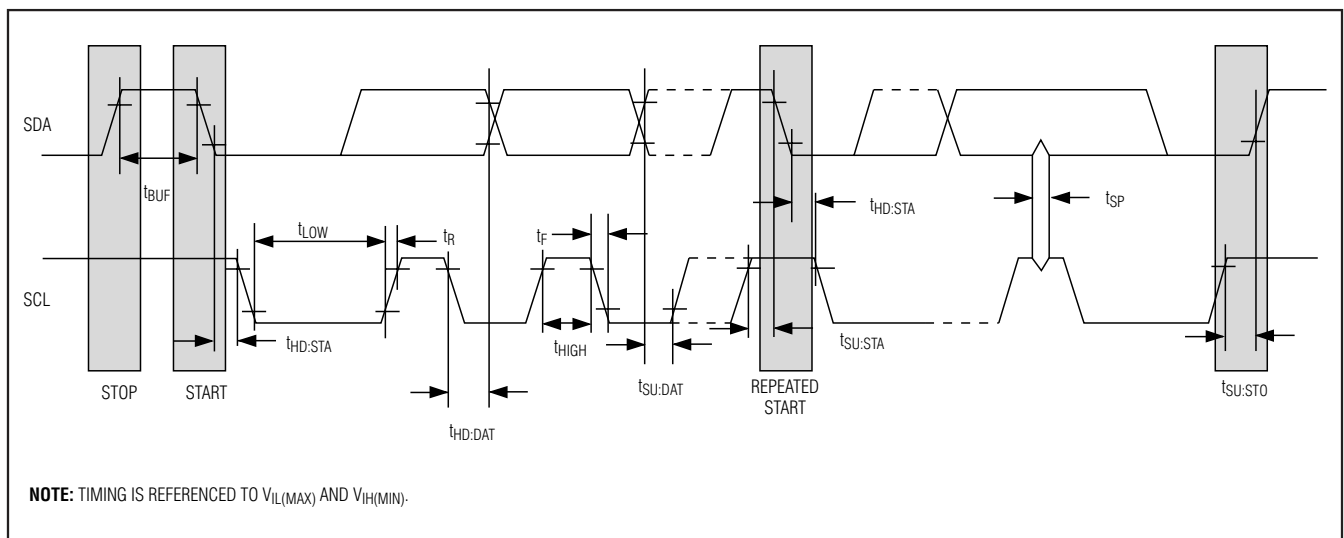 SDA
tBUF
tLOW
tR
tF
tHD:STA
tSP
SCL
tHD:STA
tHIGH
tSU:DAT
tSU:STA
tSU:STO
tHD:DAT
STOP
START
REPEATED
START
NOTE: TIMING IS REFERENCED TO VIL(MAX) AND VIH(MIN).